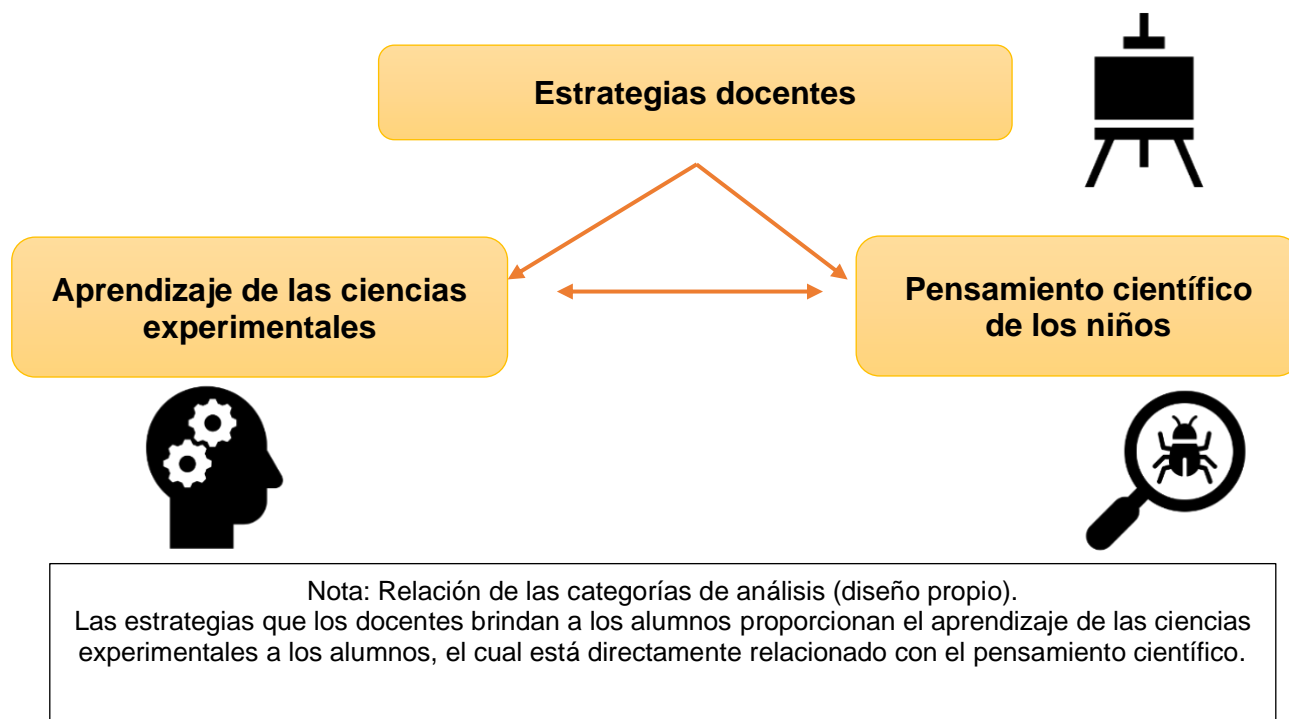 Estrategias docentes
Aprendizaje de las ciencias
experimentales
Pensamiento científico
de los niños
Nota: Relación de las categorías de análisis (diseño propio).
Las estrategias que los docentes brindan a los alumnos proporcionan el aprendizaje de las ciencias
experimentales a los alumnos, el cual está directamente relacionado con el pensamiento científico.